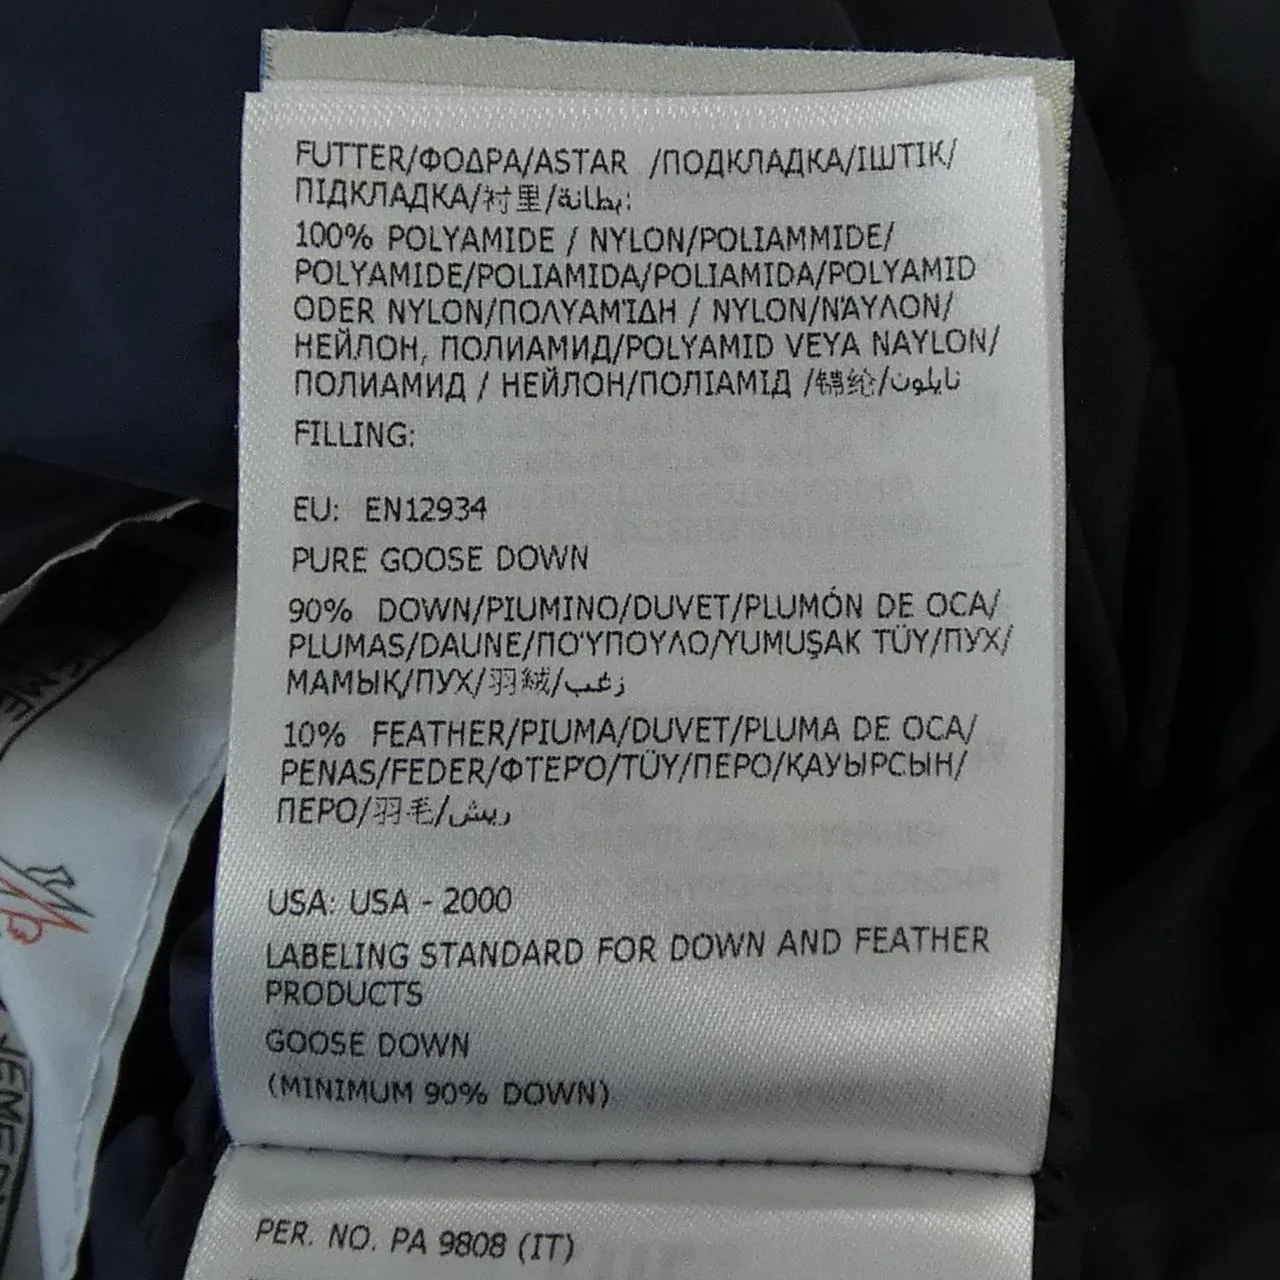 FUTTER/ΦΟΔΡΑ/ASTAR /ПОДКЛАДКА/ІШТІК/
ПІДКЛАДКА/衬里/بطانة:
100% POLYAMIDE / NYLON/POLIAMMIDE/
POLYAMIDE/POLIAMIDA/POLIAMIDA/POLYAMID
ODER NYLON/ΠΟΛΥΑΜΊΔΗ / NYLON/ΝΆΥΛΟΝ/
НЕЙЛОН, ПОЛИАМИД/POLYAMID VEYA NAYLON/
ПОЛИАМИД / НЕЙЛОН/ПОЛІАМІД /锦纶/نايلون
FILLING:
EU: EN12934
PURE GOOSE DOWN
90% DOWN/PIUMINO/DUVET/PLUMÓN DE OCA/
PLUMAS/DAUNE/ΠΟΎΠΟΥΛΟ/YUMUŞAK TÜY/ПУХ/
МАМЫҚ/ПУХ/羽絨/زغب
10% FEATHER/PIUMA/DUVET/PLUMA DE OCA/
PENAS/FEDER/ΦΤΕΡΌ/TÜY/ПЕРО/ҚАУЫРСЫН/
ПЕРО/羽毛/ريش
USA: USA - 2000
LABELING STANDARD FOR DOWN AND FEATHER
PRODUCTS
GOOSE DOWN
(MINIMUM 90% DOWN)
PER. NO. PA 9808 (IT)